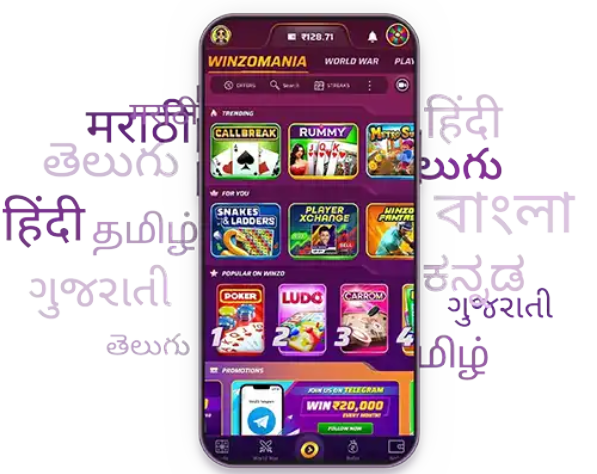 ₹128.71
WINZOMANIA WORLD WAR PLAY
OFFERS Search STREAKS
TRENDING
CALLBREAK RUMMY METRO
FOR YOU
SNAKES & LADDERS
PLAYER XCHANGE
WINZO
POPULAR ON WINZO
POKER LUDO CARROM
1 2 3 4
PROMOTIONS
JOIN US ON TELEGRAM
WIN ₹20,000
EVERY MONTH!
FOLLOW NOW
World War
मराठी
मराठी
తెలుగు
हिंदी
தமிழ்
ગુજરાતી
తెలుగు
हिंदी
లుగు
বাংলা
ಕನ್ನಡ
ગુજરાતી
மிழ்